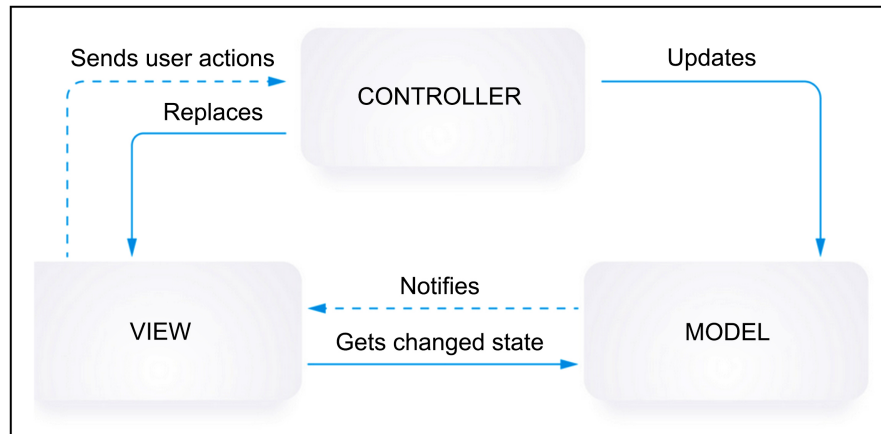 Sends user actions
Updates
CONTROLLER
Replaces
Notifies
VIEW
MODEL
Gets changed state